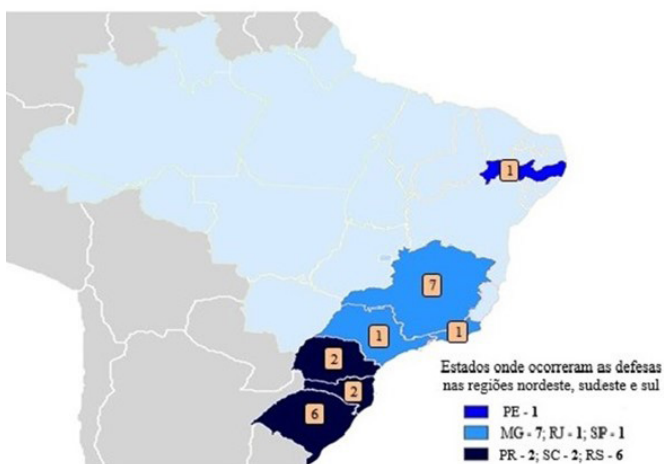 1
7
1
1
2
2
6
Estados onde ocorreram as defesas
nas regiões nordeste, sudeste e sul
PE - 1
MG - 7; RJ - 1; SP - 1
PR - 2; SC - 2; RS - 6